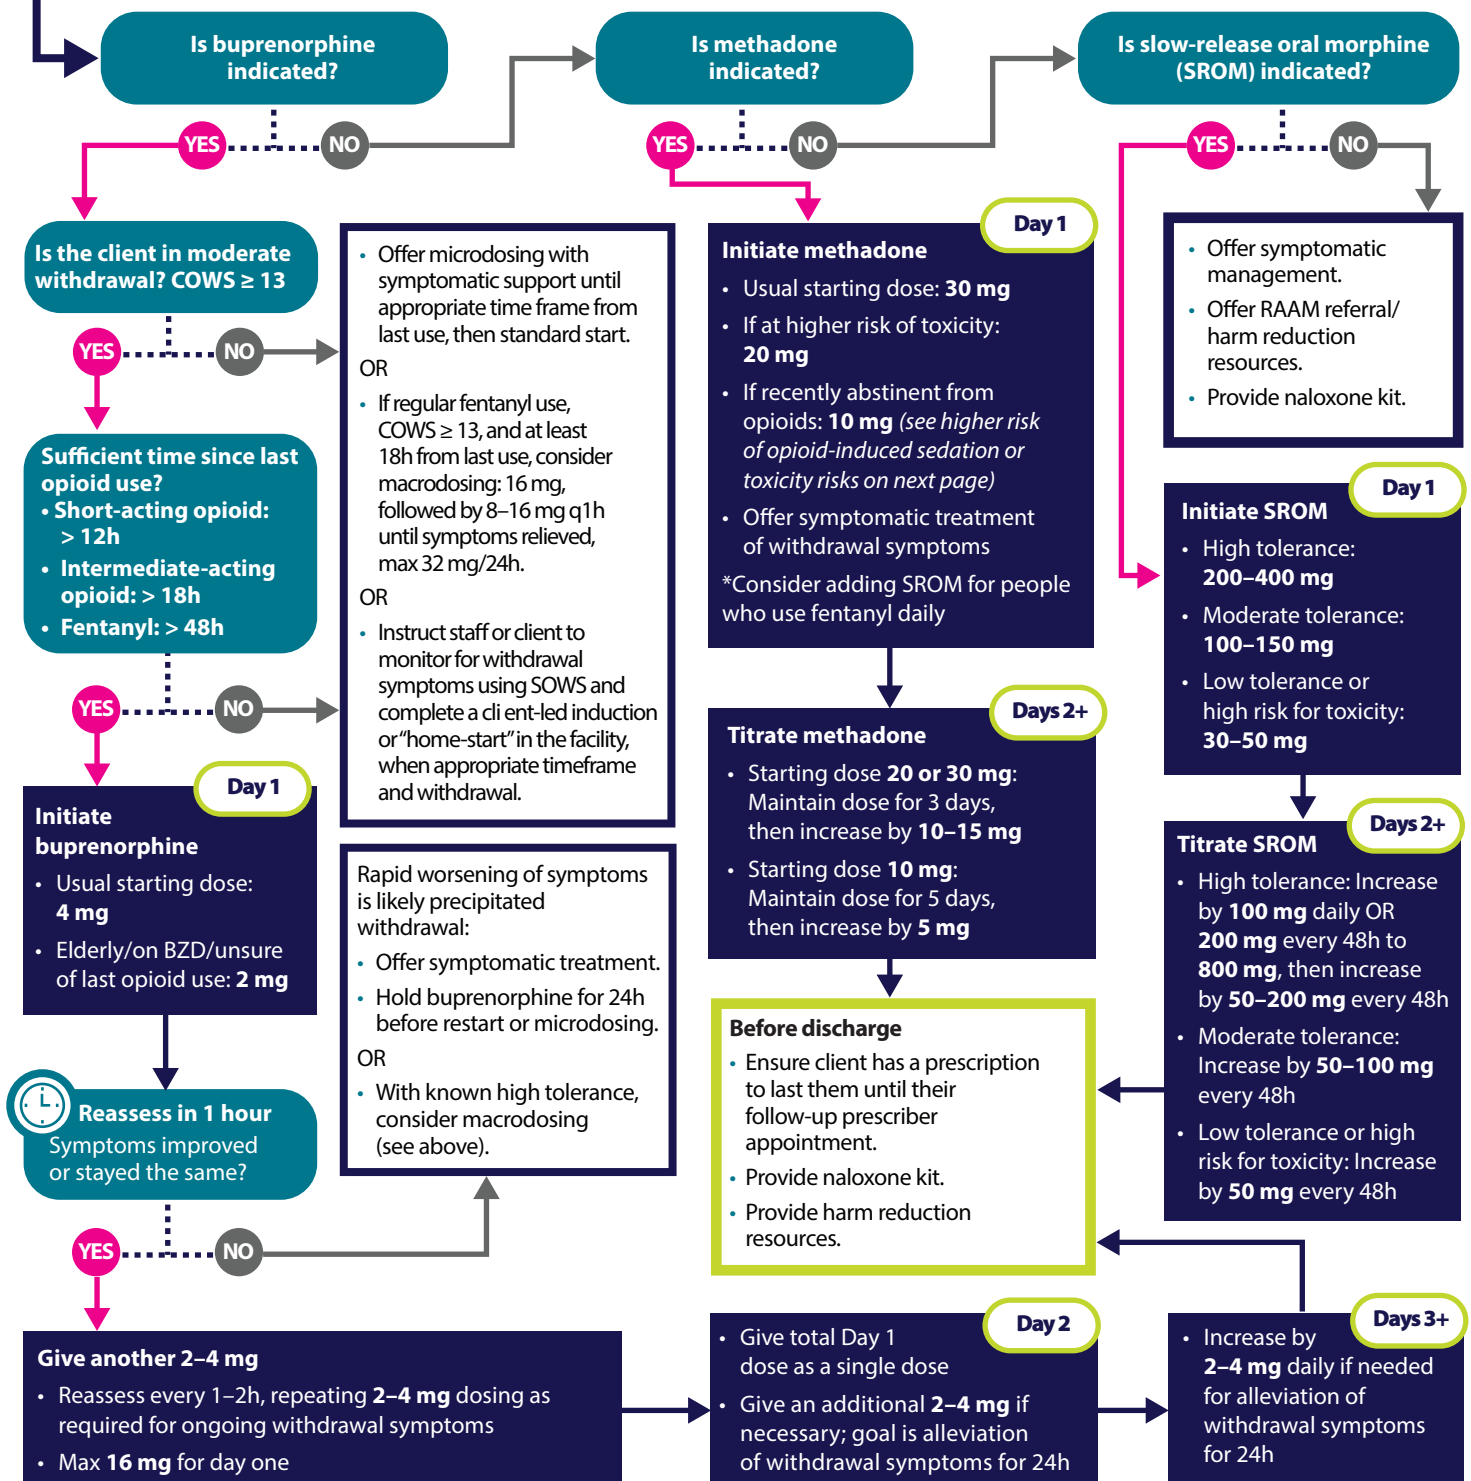 Is buprenorphine
indicated?
YES
NO
Is methadone
indicated?
YES
NO
Is slow-release oral morphine
(SROM) indicated?
YES
NO
Is the client in moderate
withdrawal? COWS ≥ 13
YES
NO
Sufficient time since last
opioid use?
• Short-acting opioid:
> 12h
• Intermediate-acting
opioid: > 18h
• Fentanyl: > 48h
YES
NO
Day 1
Initiate
buprenorphine
• Usual starting dose:
4 mg
• Elderly/on BZD/unsure
of last opioid use: 2 mg
Reassess in 1 hour
Symptoms improved
or stayed the same?
YES
NO
• Offer microdosing with
symptomatic support until
appropriate time frame from
last use, then standard start.
OR
• If regular fentanyl use,
COWS ≥ 13, and at least
18h from last use, consider
macrodosing: 16 mg,
followed by 8–16 mg q1h
until symptoms relieved,
max 32 mg/24h.
OR
• Instruct staff or client to
monitor for withdrawal
symptoms using SOWS and
complete a cli ent-led induction
or “home-start” in the facility,
when appropriate timeframe
and withdrawal.
Rapid worsening of symptoms
is likely precipitated
withdrawal:
• Offer symptomatic treatment.
• Hold buprenorphine for 24h
before restart or microdosing.
OR
• With known high tolerance,
consider macrodosing
(see above).
Day 1
Initiate methadone
• Usual starting dose: 30 mg
• If at higher risk of toxicity:
20 mg
• If recently abstinent from
opioids: 10 mg (see higher risk
of opioid-induced sedation or
toxicity risks on next page)
• Offer symptomatic treatment
of withdrawal symptoms
*Consider adding SROM for people
who use fentanyl daily
Days 2+
Titrate methadone
• Starting dose 20 or 30 mg:
Maintain dose for 3 days,
then increase by 10–15 mg
• Starting dose 10 mg:
Maintain dose for 5 days,
then increase by 5 mg
Before discharge
• Ensure client has a prescription
to last them until their
follow-up prescriber
appointment.
• Provide naloxone kit.
• Provide harm reduction
resources.
• Offer symptomatic
management.
• Offer RAAM referral/
harm reduction
resources.
• Provide naloxone kit.
Day 1
Initiate SROM
• High tolerance:
200–400 mg
• Moderate tolerance:
100–150 mg
• Low tolerance or
high risk for toxicity:
30–50 mg
Days 2+
Titrate SROM
• High tolerance: Increase
by 100 mg daily OR
200 mg every 48h to
800 mg, then increase
by 50–200 mg every 48h
• Moderate tolerance:
Increase by 50–100 mg
every 48h
• Low tolerance or high
risk for toxicity: Increase
by 50 mg every 48h
Give another 2–4 mg
• Reassess every 1–2h, repeating 2–4 mg dosing as
required for ongoing withdrawal symptoms
• Max 16 mg for day one
Day 2
• Give total Day 1
dose as a single dose
• Give an additional 2–4 mg if
necessary; goal is alleviation
of withdrawal symptoms for 24h
Days 3+
• Increase by
2–4 mg daily if needed
for alleviation of
withdrawal symptoms
for 24h